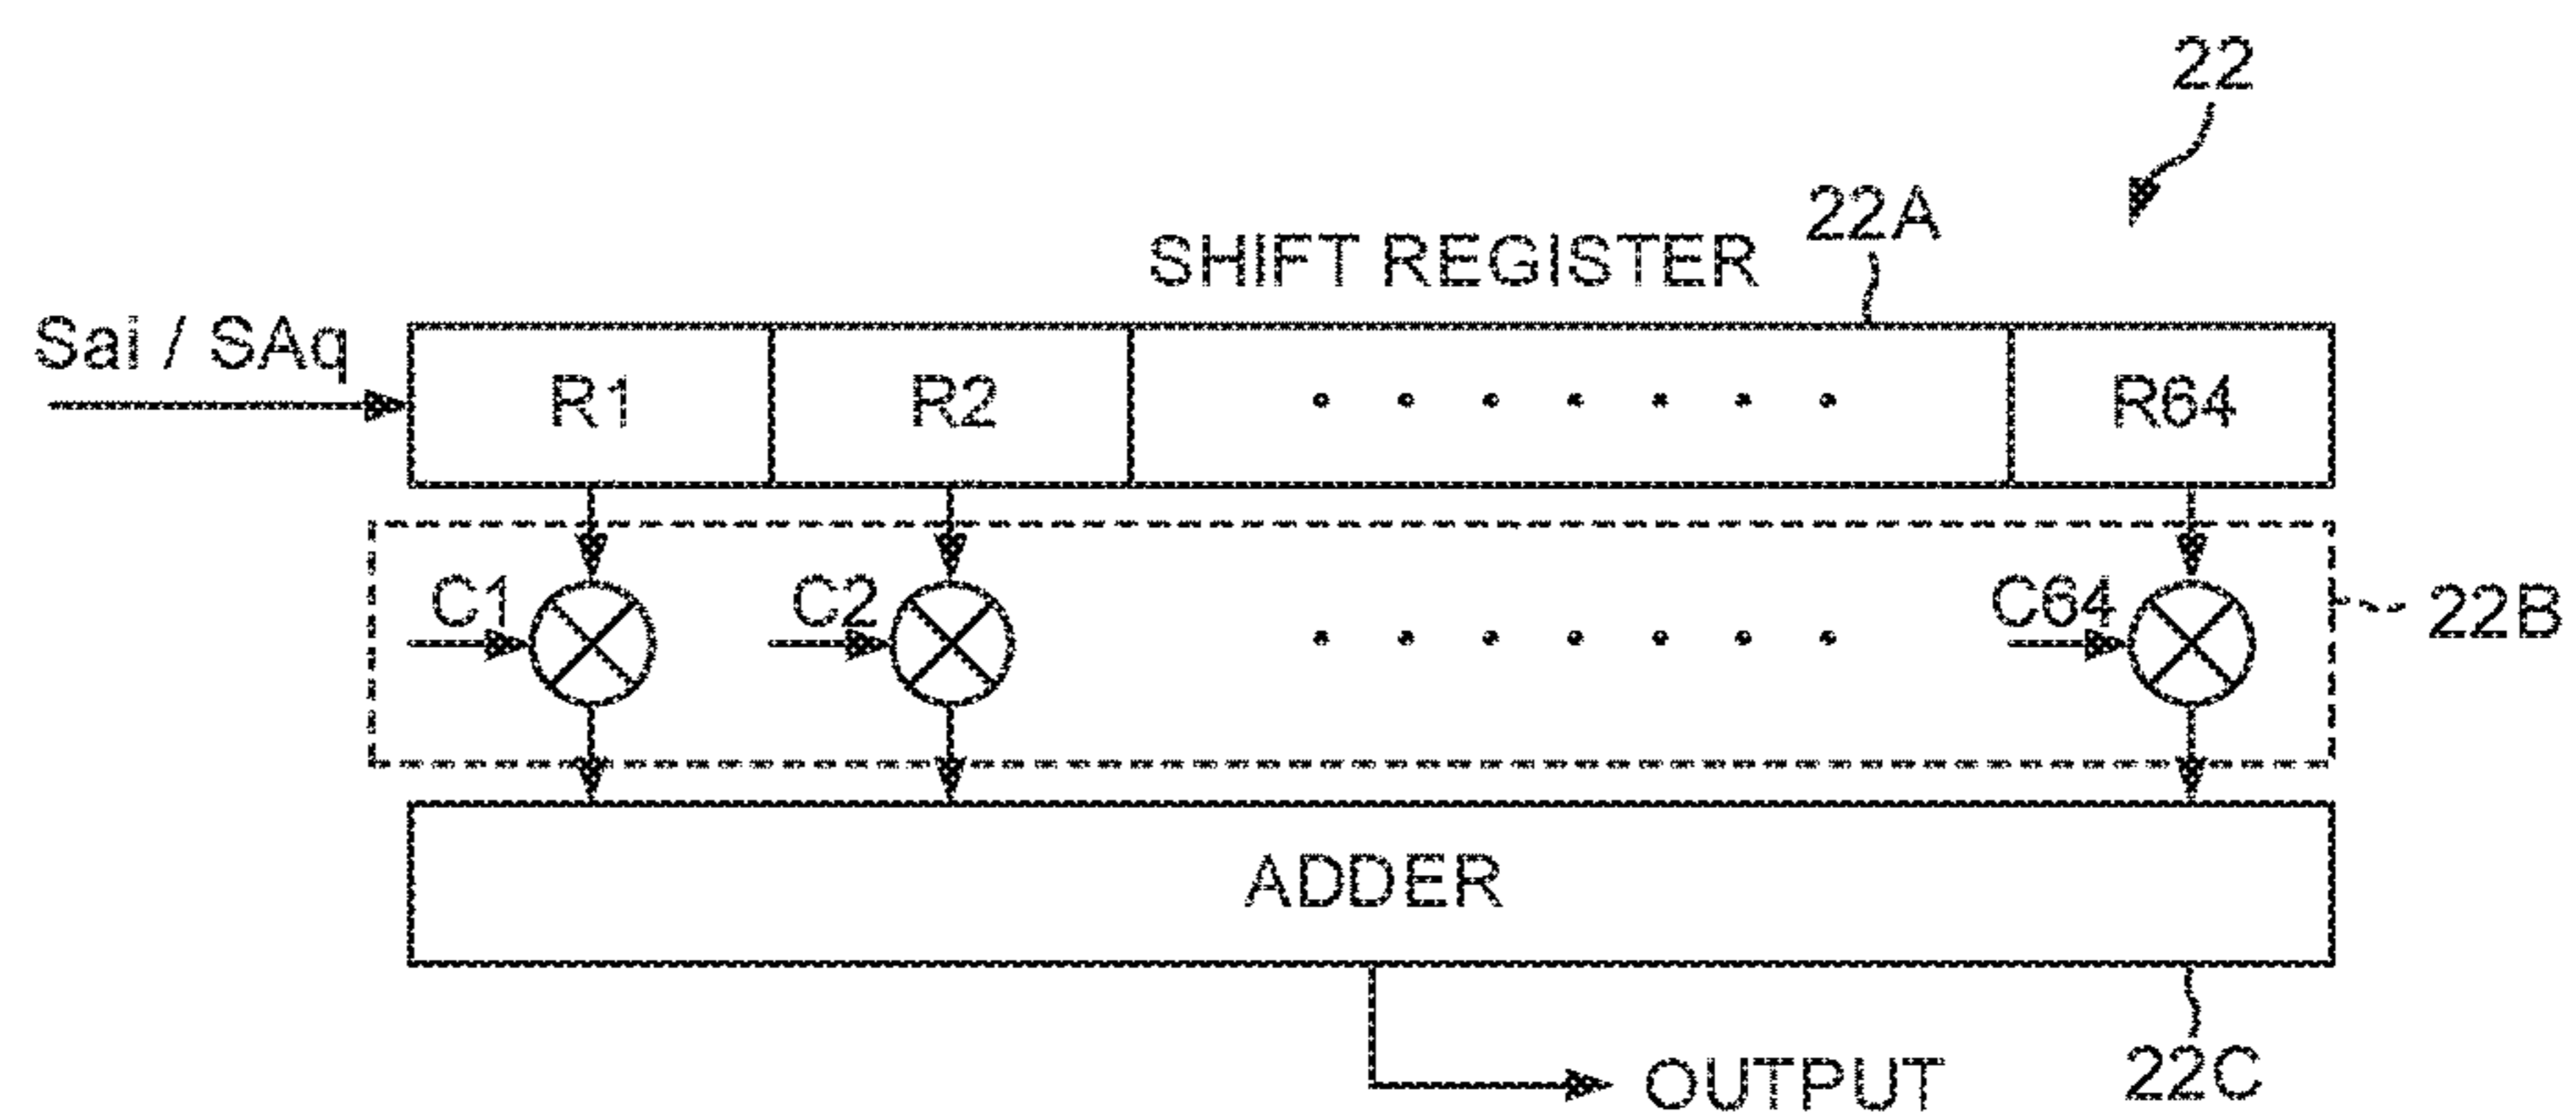 22
22A
SHIFT REGISTER
Sai / SAq
R1 R2 R64
C1 C2 C64
22B
ADDER
OUTPUT
22C